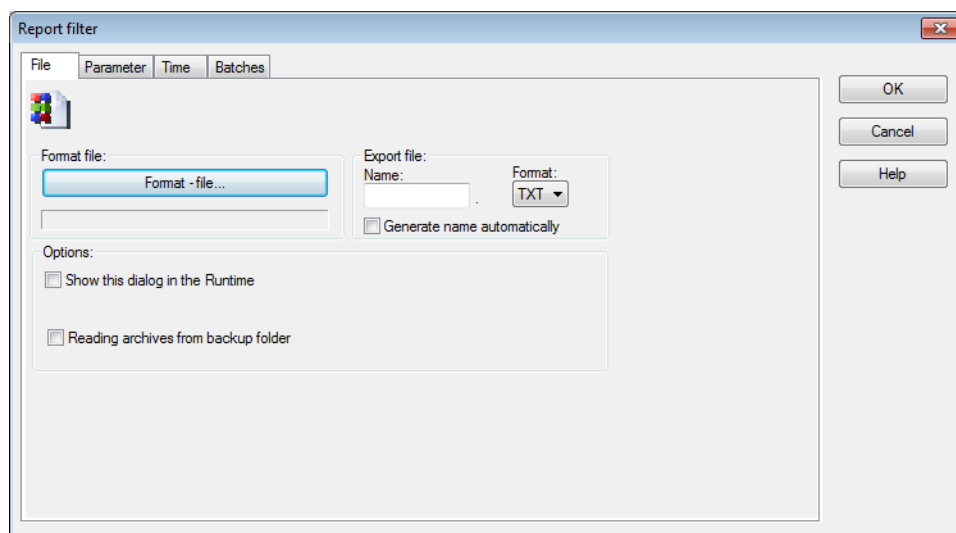 Report filter
File Parameter Time Batches
OK
Cancel
Help
Format file:
Format - file...
Export file:
Name: Format:
. TXT
Generate name automatically
Options:
Show this dialog in the Runtime
Reading archives from backup folder